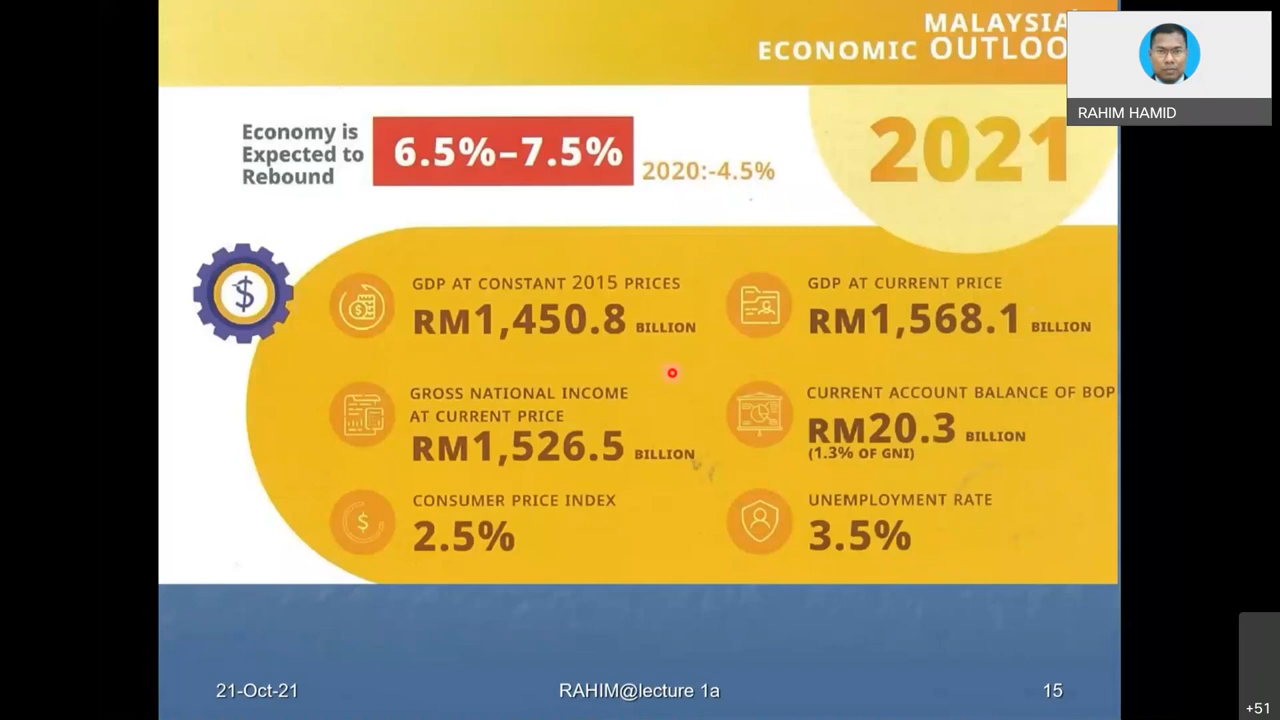 MALAYSIA
ECONOMIC OUTLOO
RAHIM HAMID
Economy is
Expected to
Rebound
6.5%–7.5%
2020:-4.5%
2021
GDP AT CONSTANT 2015 PRICES
RM1,450.8 BILLION
GDP AT CURRENT PRICE
RM1,568.1 BILLION
GROSS NATIONAL INCOME
AT CURRENT PRICE
RM1,526.5 BILLION
CURRENT ACCOUNT BALANCE OF BOP
RM20.3 BILLION
(1.3% OF GNI)
CONSUMER PRICE INDEX
2.5%
UNEMPLOYMENT RATE
3.5%
21-Oct-21
RAHIM@lecture 1a
15
+51